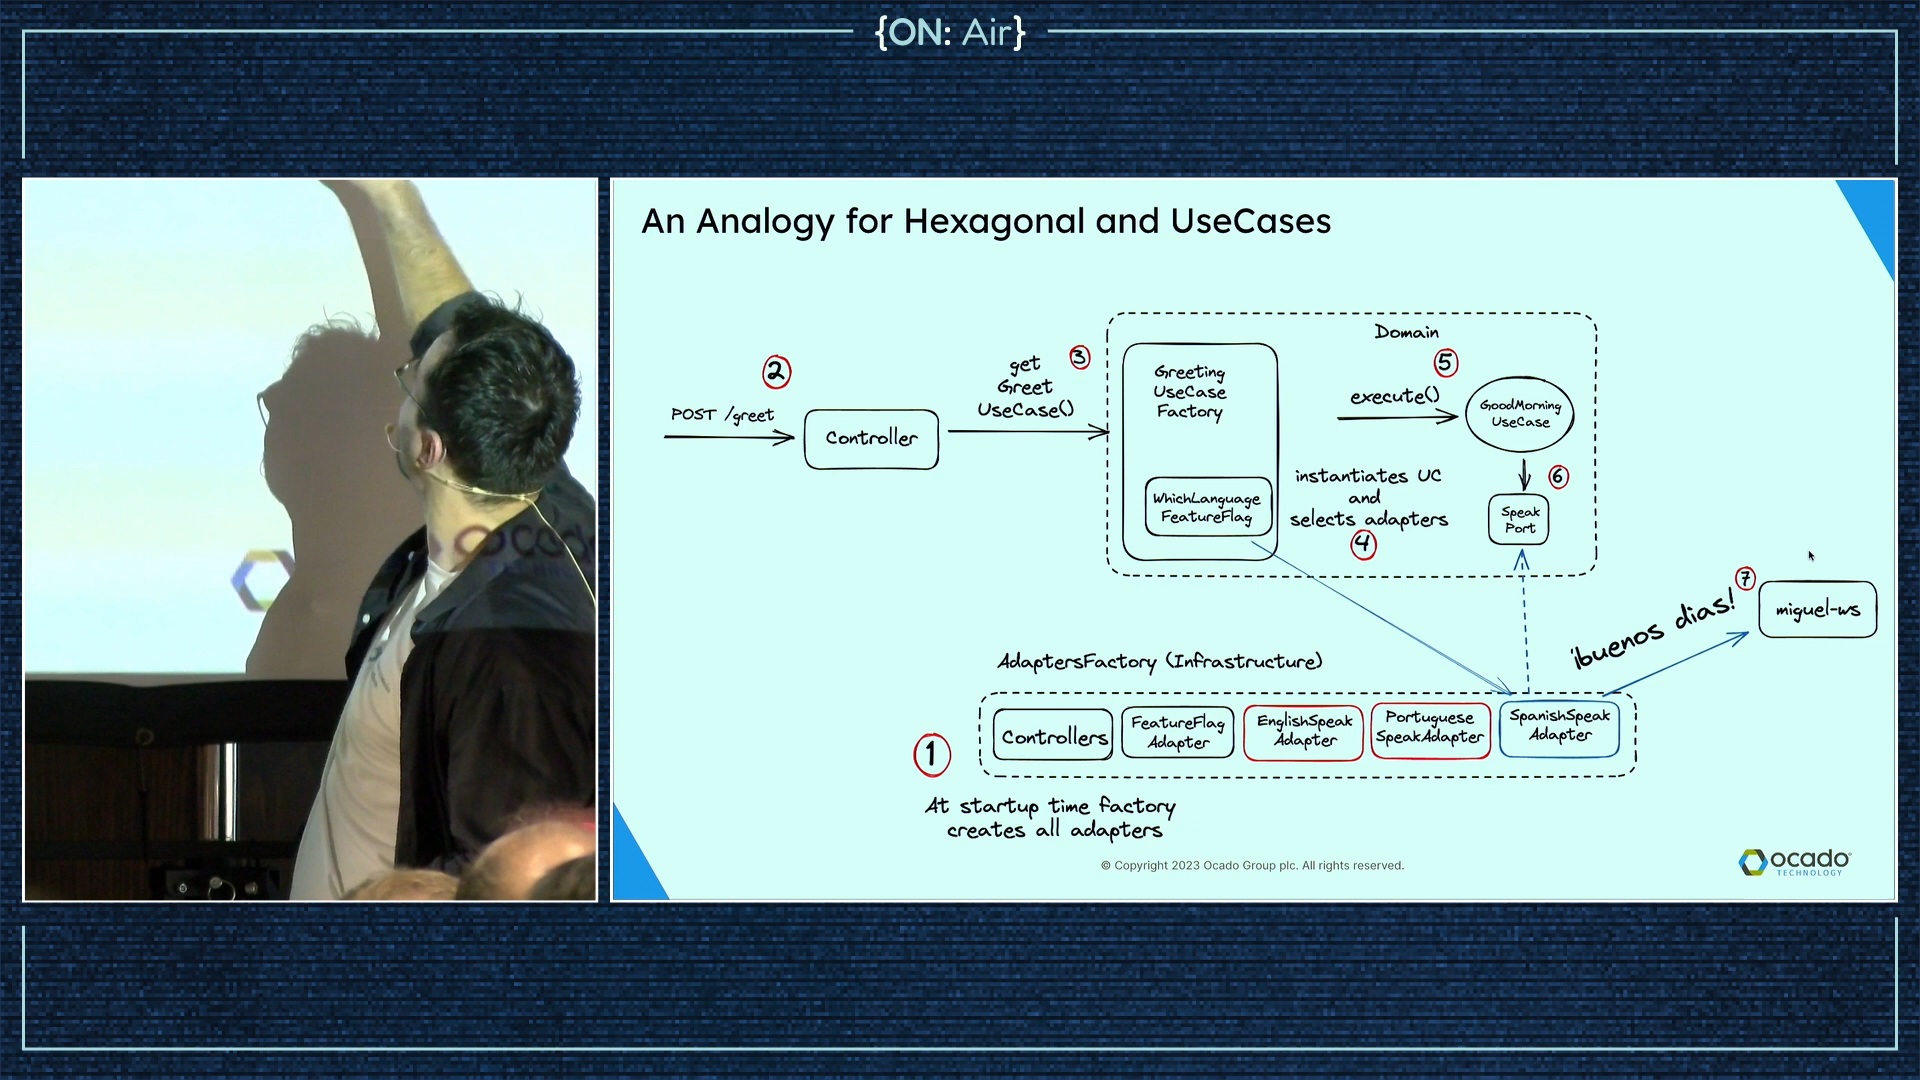 {ON: Air}
An Analogy for Hexagonal and UseCases
Domain
5
3
2
get
Greet
UseCase()
Greeting
UseCase
Factory
execute()
GoodMorning
UseCase
POST /greet
Controller
instantiates UC
and
selects adapters
4
6
WhichLanguage
FeatureFlag
Speak
Port
7
¡buenos dias!
miguel-ws
AdaptersFactory (Infrastructure)
1
Controllers
FeatureFlag
Adapter
EnglishSpeak
Adapter
Portuguese
SpeakAdapter
SpanishSpeak
Adapter
At startup time factory
creates all adapters
© Copyright 2023 Ocado Group plc. All rights reserved.
ocado
TECHNOLOGY